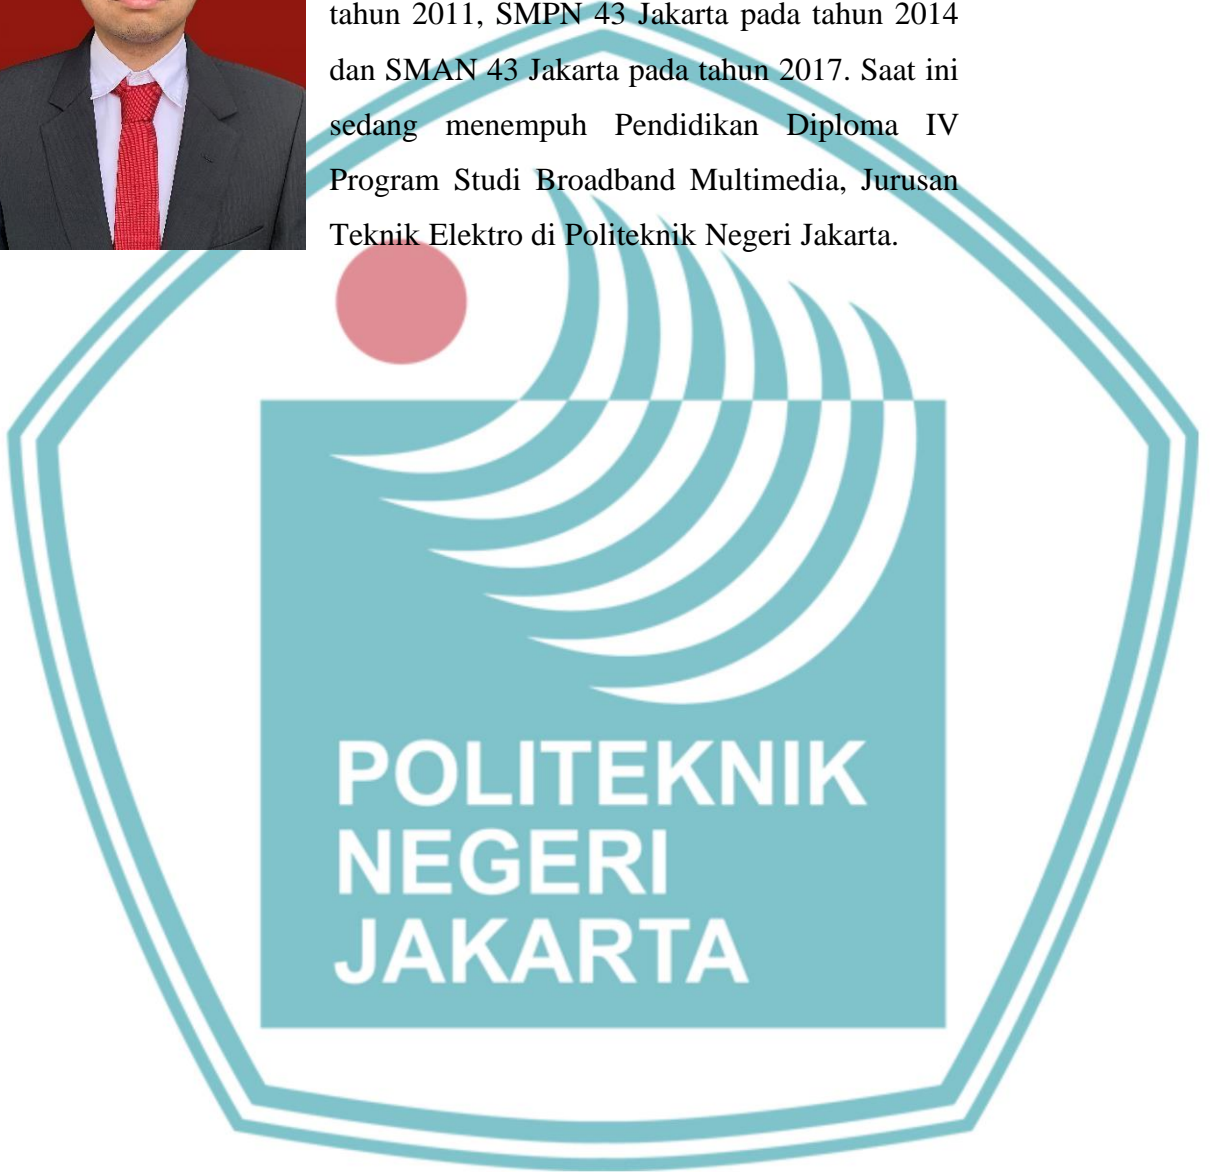 tahun 2011, SMPN 43 Jakarta pada tahun 2014
dan SMAN 43 Jakarta pada tahun 2017. Saat ini
sedang menempuh Pendidikan Diploma IV
Program Studi Broadband Multimedia, Jurusan
Teknik Elektro di Politeknik Negeri Jakarta.
POLITEKNIK
NEGERI
JAKARTA